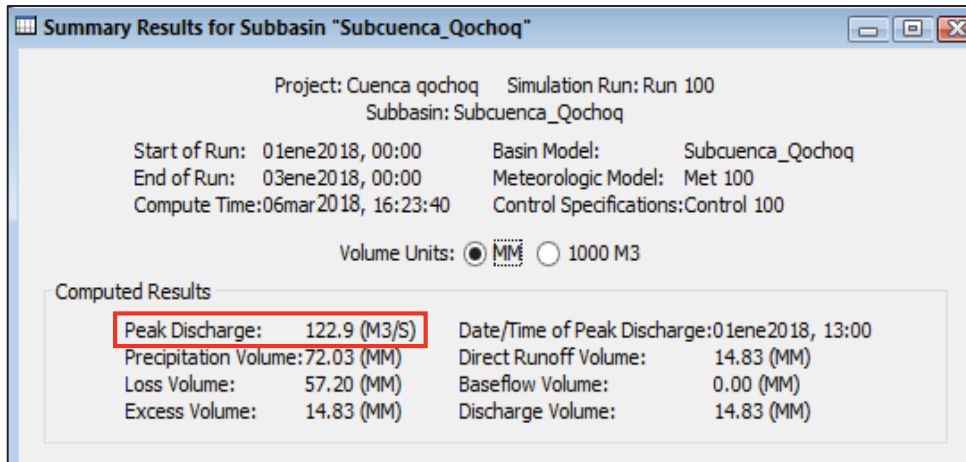 Summary Results for Subbasin "Subcuenca_Qochoq"
Project: Cuenca qochoq Simulation Run: Run 100
Subbasin: Subcuenca_Qochoq
Start of Run: 01ene2018, 00:00 Basin Model: Subcuenca_Qochoq
End of Run: 03ene2018, 00:00 Meteorologic Model: Met 100
Compute Time:06mar2018, 16:23:40 Control Specifications:Control 100
Volume Units: MM 1000 M3
Computed Results
Peak Discharge: 122.9 (M3/S) Date/Time of Peak Discharge:01ene2018, 13:00
Precipitation Volume:72.03 (MM) Direct Runoff Volume: 14.83 (MM)
Loss Volume: 57.20 (MM) Baseflow Volume: 0.00 (MM)
Excess Volume: 14.83 (MM) Discharge Volume: 14.83 (MM)